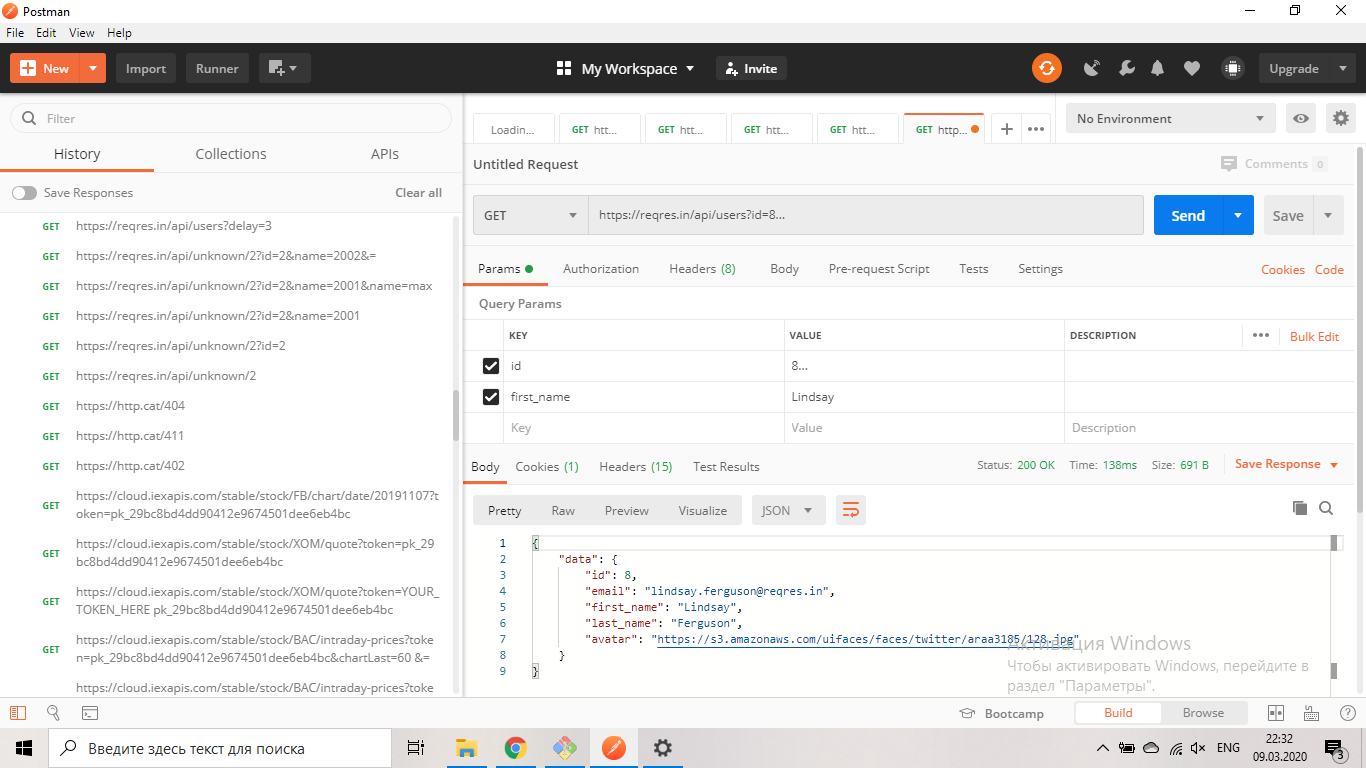 Postman
File Edit View Help
New Import Runner My Workspace Invite Upgrade
Filter
History Collections APIs
Save Responses Clear all
GET https://reqres.in/api/users?delay=3
GET https://reqres.in/api/unknown/2?id=2&name=2002&=
GET https://reqres.in/api/unknown/2?id=2&name=2001&name=max
GET https://reqres.in/api/unknown/2?id=2&name=2001
GET https://reqres.in/api/unknown/2?id=2
GET https://reqres.in/api/unknown/2
GET https://http.cat/404
GET https://http.cat/411
GET https://http.cat/402
GET https://cloud.iexapis.com/stable/stock/FB/chart/date/20191107?t
oken=pk_29bc8bd4dd90412e9674501dee6eb4bc
GET https://cloud.iexapis.com/stable/stock/XOM/quote?token=pk_29
bc8bd4dd90412e9674501dee6eb4bc
GET https://cloud.iexapis.com/stable/stock/XOM/quote?token=YOUR_
TOKEN_HERE pk_29bc8bd4dd90412e9674501dee6eb4bc
GET https://cloud.iexapis.com/stable/stock/BAC/intraday-prices?toke
n=pk_29bc8bd4dd90412e9674501dee6eb4bc&chartLast=60 &=
https://cloud.iexapis.com/stable/stock/BAC/intraday-prices?toke
Loadin... GET htt... GET htt... GET htt... GET htt... GET http... No Environment
Untitled Request Comments 0
GET https://reqres.in/api/users?id=8... Send Save
Params Authorization Headers (8) Body Pre-request Script Tests Settings Cookies Code
Query Params
KEY VALUE DESCRIPTION ••• Bulk Edit
id 8...
first_name Lindsay
Key Value Description
Body Cookies (1) Headers (15) Test Results Status: 200 OK Time: 138ms Size: 691 B Save Response
Pretty Raw Preview Visualize JSON
1 {
2 "data": {
3 "id": 8,
4 "email": "lindsay.ferguson@reqres.in",
5 "first_name": "Lindsay",
6 "last_name": "Ferguson",
7 "avatar": "https://s3.amazonaws.com/uifaces/faces/twitter/araa3185/128.jpg"
8 }
9 }
Активация Windows
Чтобы активировать Windows, перейдите в
раздел "Параметры".
Bootcamp Build Browse
Введите здесь текст для поиска ENG 22:32
09.03.2020 3